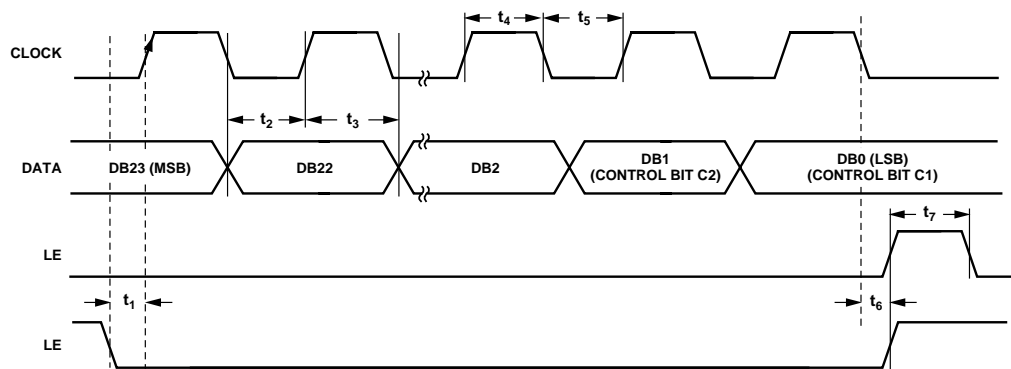 CLOCK
t4
t5
t2
t3
DATA
DB23 (MSB)
DB22
DB2
DB1
(CONTROL BIT C2)
DB0 (LSB)
(CONTROL BIT C1)
t7
LE
t1
t6
LE